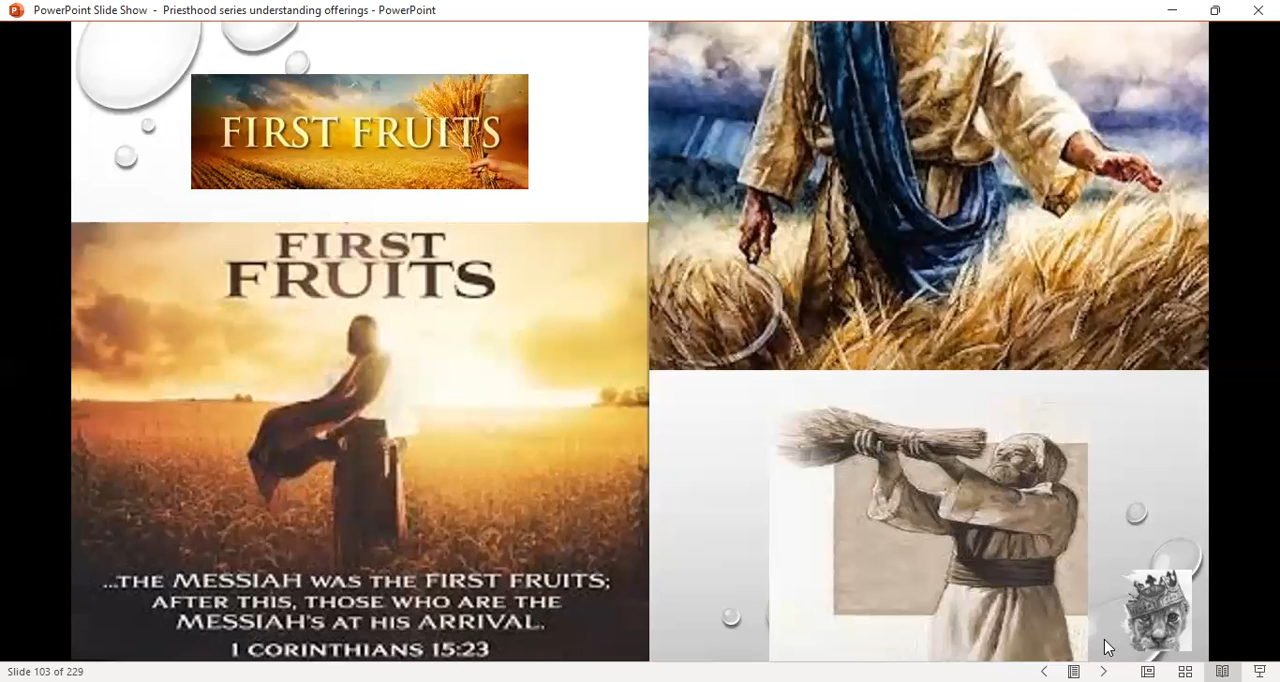 PowerPoint Slide Show - Priesthood series understanding offerings - PowerPoint
FIRST FRUITS
FIRST
FRUITS
...THE MESSIAH WAS THE FIRST FRUITS;
AFTER THIS, THOSE WHO ARE THE
MESSIAH'S AT HIS ARRIVAL.
1 CORINTHIANS 15:23
Slide 103 of 229